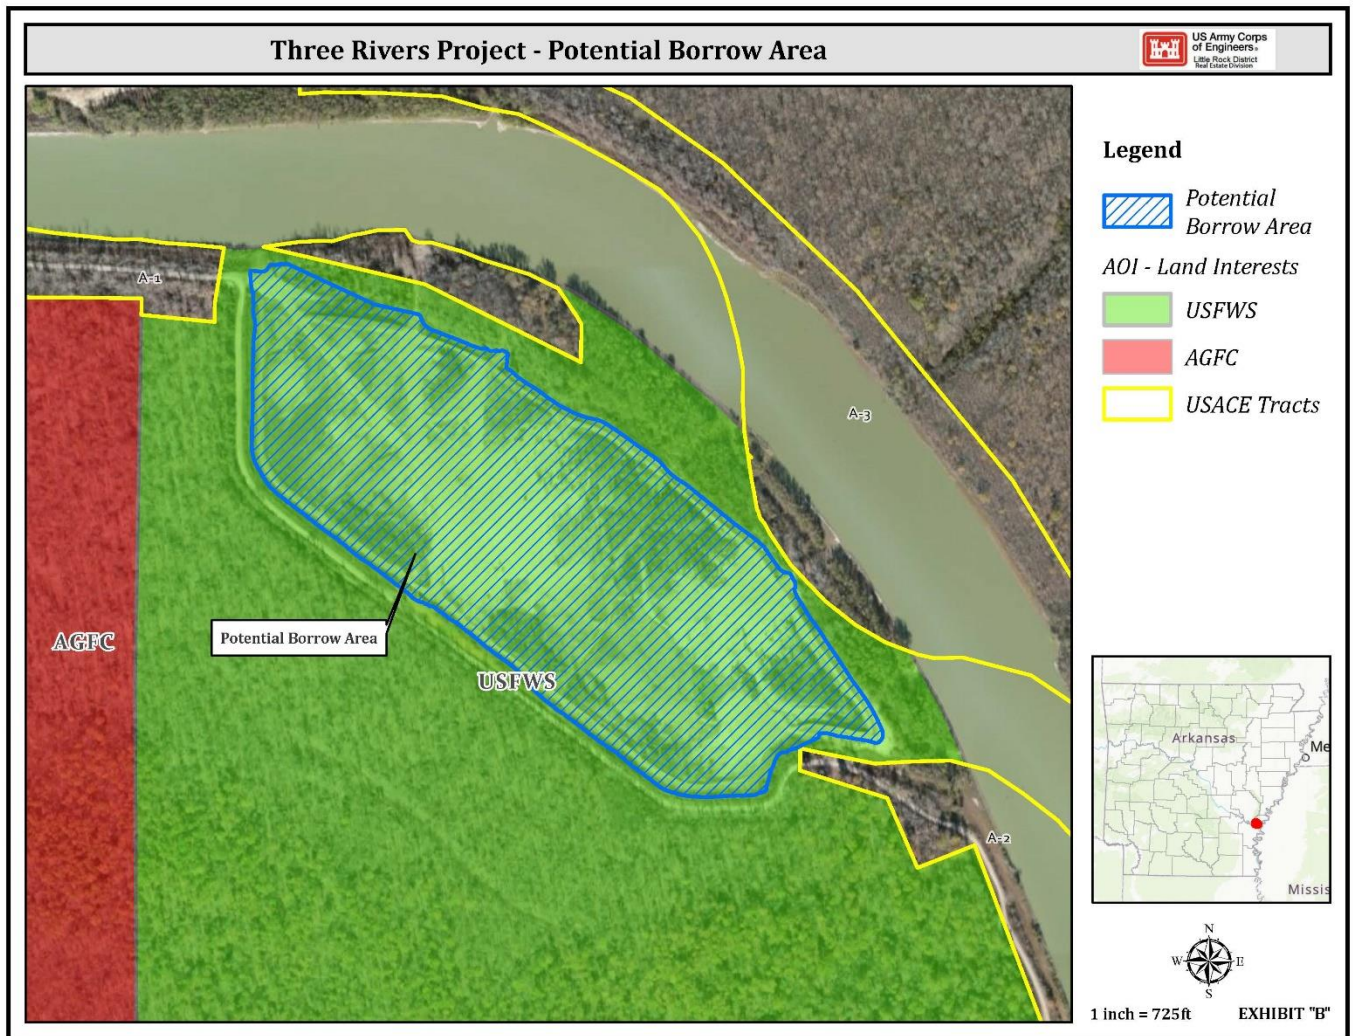 Three Rivers Project - Potential Borrow Area
US Army Corps
of Engineers®
Little Rock District
Real Estate Division
A-1
A-3
Potential Borrow Area
AGFC
USFWS
A-2
Legend
Potential
Borrow Area
AOI - Land Interests
USFWS
AGFC
USACE Tracts
Arkansas
Me
Missis
N
W
E
S
1 inch = 725ft
EXHIBIT "B"